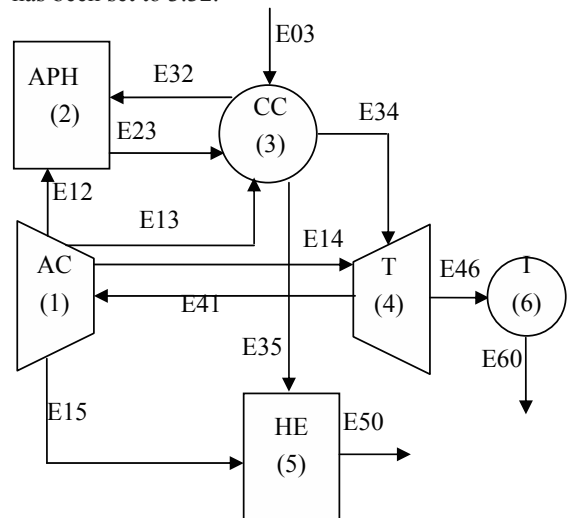 has been set to 3.32.
E03
APH
(2)
E32
CC
(3)
E34
E23
E12
E13
E14
AC
(1)
T
(4)
E46
(6)
E41
E35
E60
E15
HE
(5)
E50